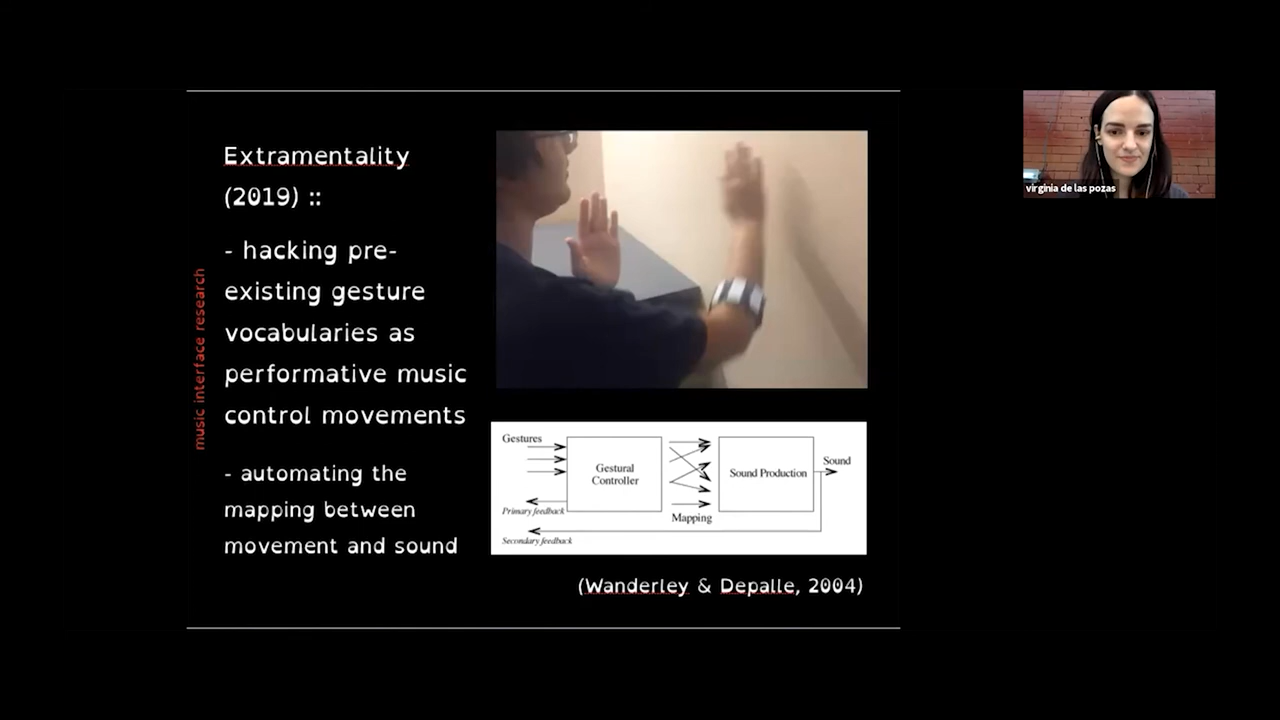 Extramentality
(2019) ::
- hacking pre-
existing gesture
vocabularies as
performative music
control movements
- automating the
mapping between
movement and sound
music interface research
Gestures
Gestural
Controller
Primary feedback
Secondary feedback
Mapping
Sound Production
Sound
(Wanderley & Depalle, 2004)
virginia de las pozas